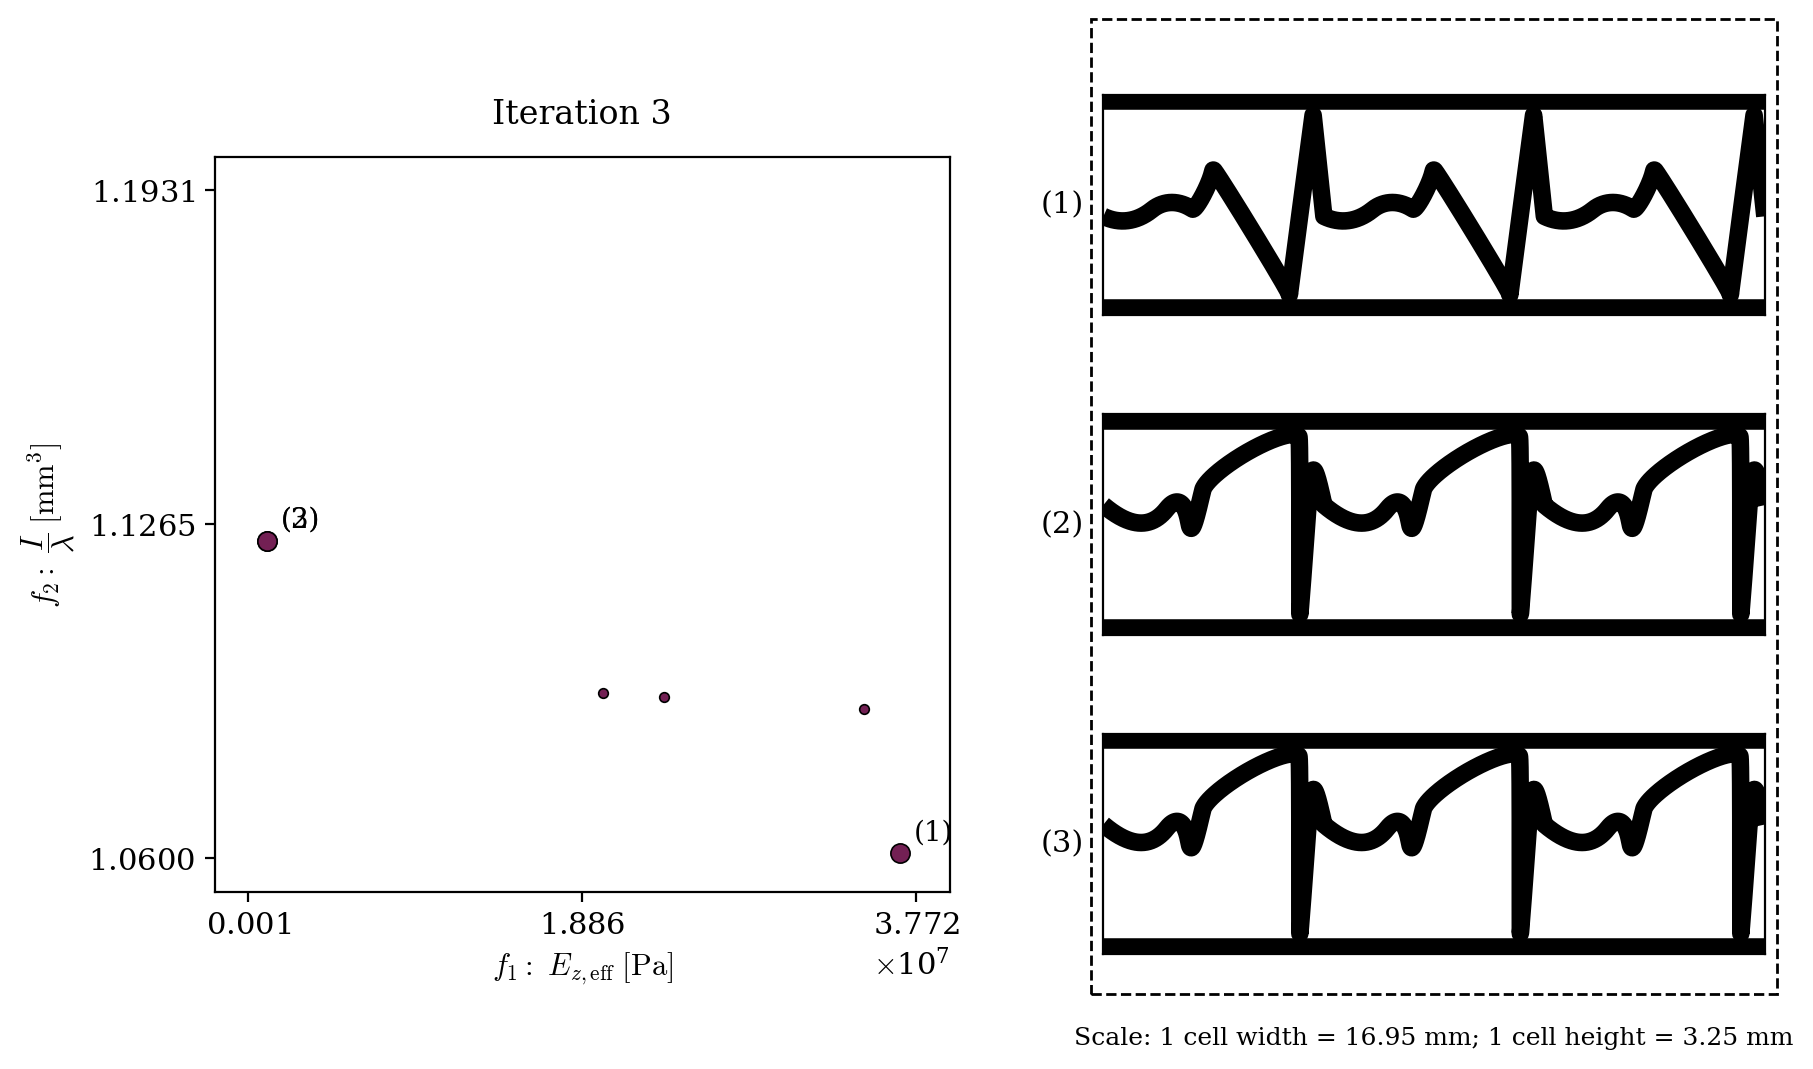 Iteration 3
1.1931
1.1265
1.0600
f₂ : I/λ [mm³]
(2)
(3)
(1)
0.001 1.886 3.772
×10⁷
f₁ : E_z,eff [Pa]
(1)
(2)
(3)
Scale: 1 cell width = 16.95 mm; 1 cell height = 3.25 mm